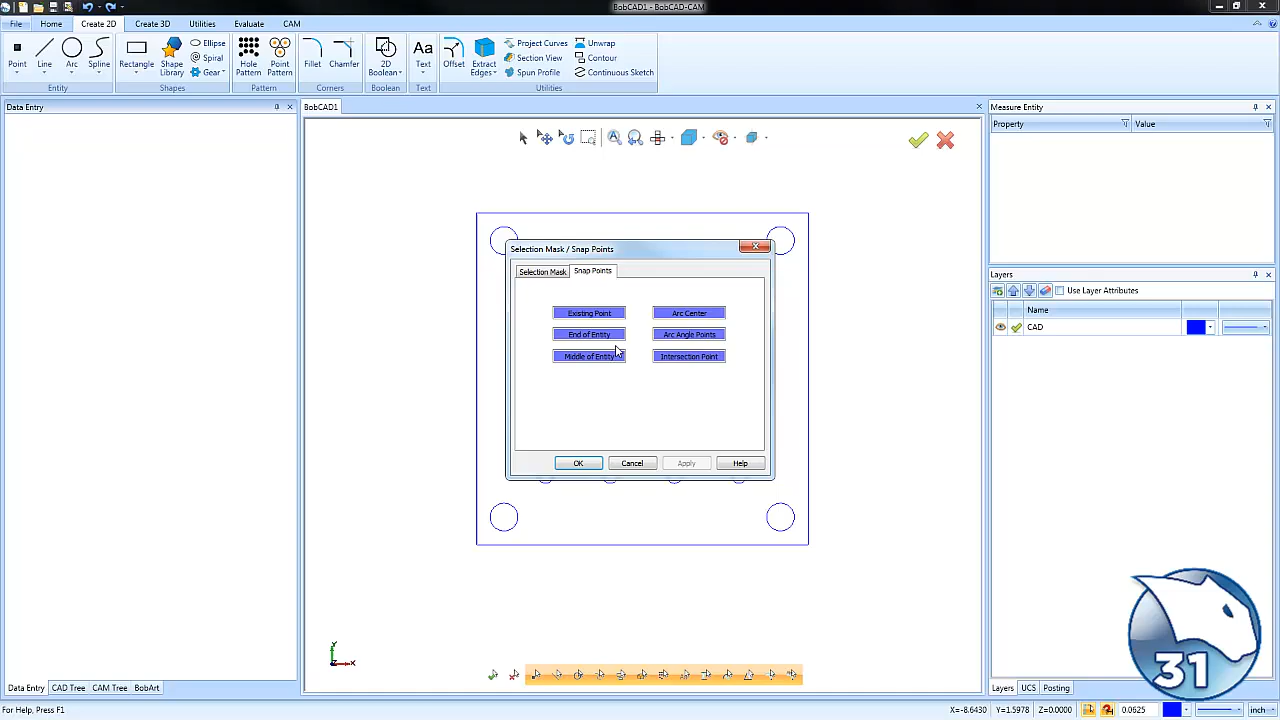 BobCAD1 - BobCAD-CAM
File Home Create 2D Create 3D Utilities Evaluate CAM
Point Line Arc Spline Rectangle Shape Library Ellipse Spiral Gear Hole Pattern Point Pattern Fillet Chamfer 2D Boolean Text Offset Extract Edges Project Curves Section View Spun Profile Unwrap Contour Continuous Sketch
Entity Shapes Pattern Corners Boolean Text Utilities
Data Entry BobCAD1 Measure Entity
Property Value
Selection Mask / Snap Points
Selection Mask Snap Points
Layers
Use Layer Attributes
Name
Existing Point Arc Center
CAD
End of Entity Arc Angle Points
Middle of Entity Intersection Point
OK Cancel Apply Help
Y
Z X
31
Data Entry CAD Tree CAM Tree BobArt Layers UCS Posting
For Help, Press F1 X=-8.6430 Y=1.5978 Z=0.0000 0.0625 inch